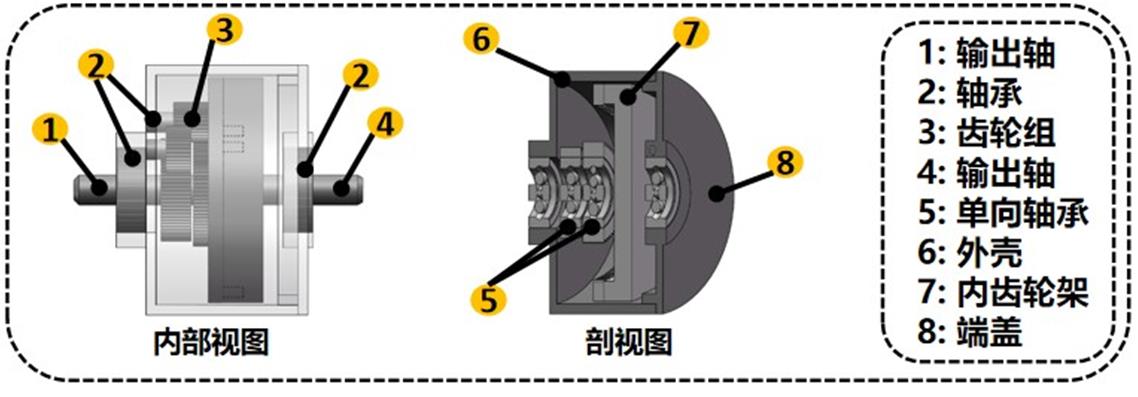 3
2
2
1
4
内部视图
6
7
8
5
剖视图
1: 输出轴
2: 轴承
3: 齿轮组
4: 输出轴
5: 单向轴承
6: 外壳
7: 内齿轮架
8: 端盖